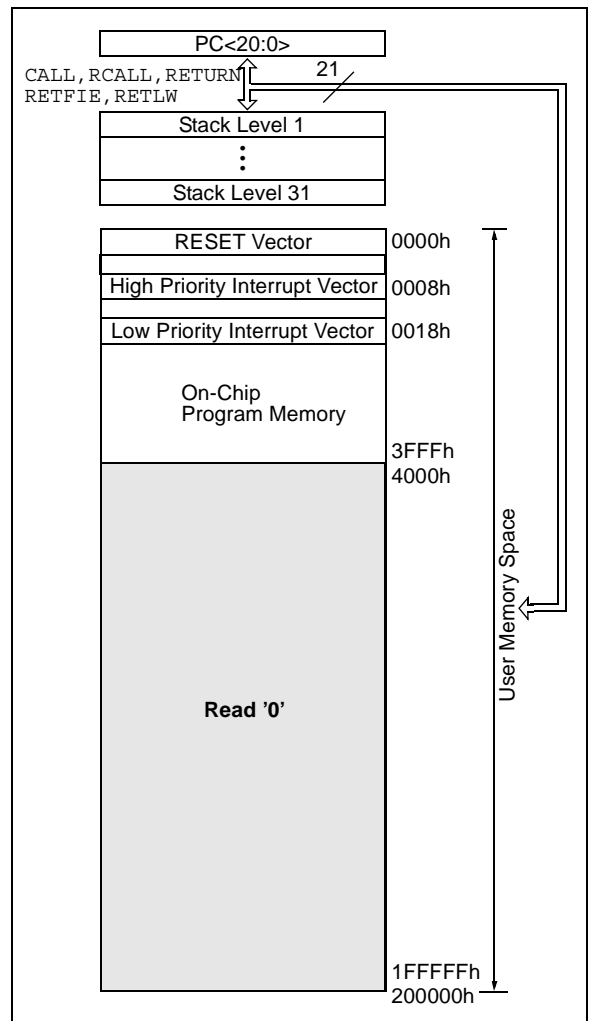 PC<20:0>
CALL,RCALL,RETURN
RETFIE,RETLW
21
Stack Level 1
Stack Level 31
RESET Vector
0000h
High Priority Interrupt Vector
0008h
Low Priority Interrupt Vector
0018h
On-Chip
Program Memory
3FFFh
4000h
User Memory Space
Read '0'
1FFFFFh
200000h